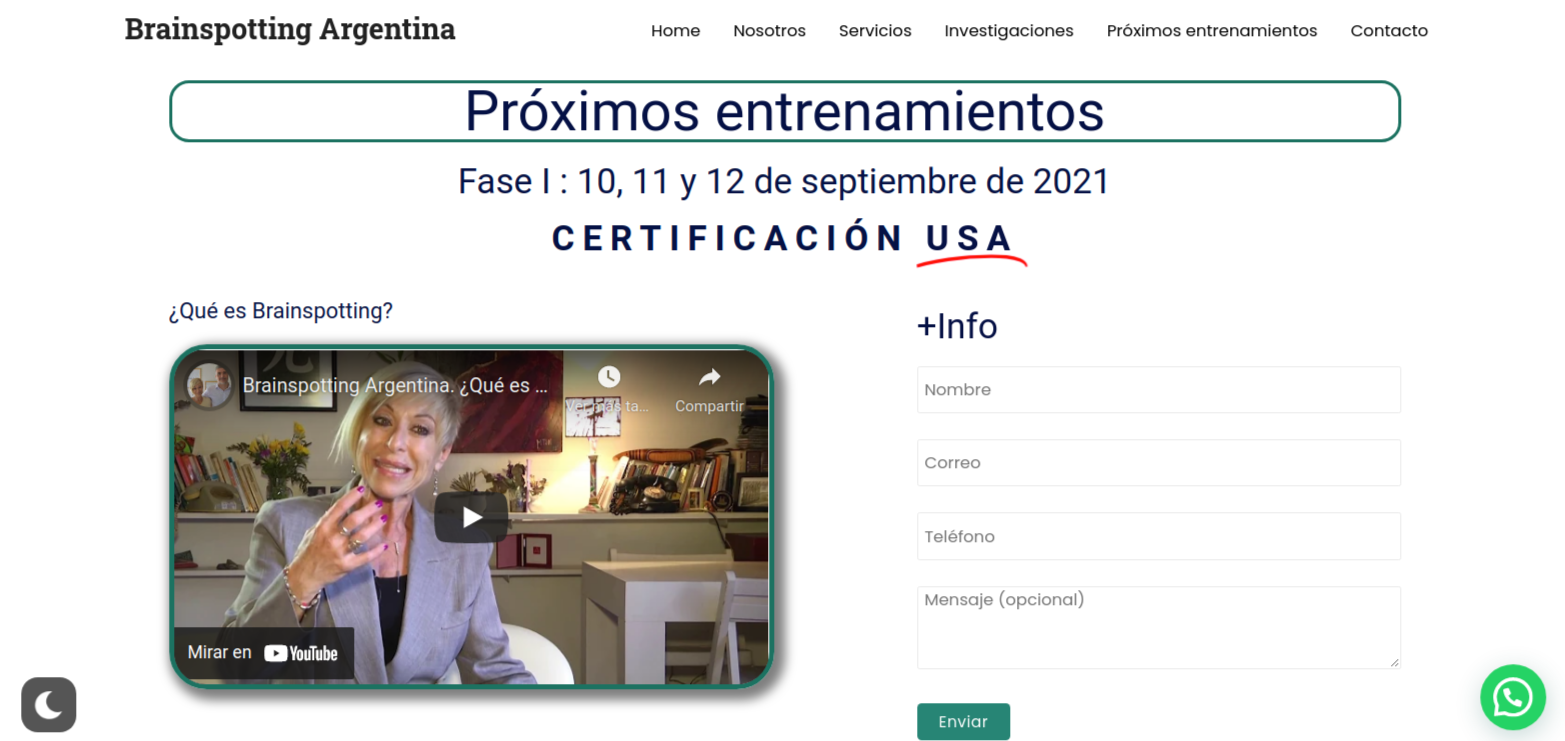 Brainspotting Argentina
Home Nosotros Servicios Investigaciones Próximos entrenamientos Contacto
Próximos entrenamientos
Fase I : 10, 11 y 12 de septiembre de 2021
CERTIFICACIÓN USA
¿Qué es Brainspotting?
Brainspotting Argentina. ¿Qué es ...
Ver más ta...
Compartir
Mirar en YouTube
+Info
Nombre
Correo
Teléfono
Mensaje (opcional)
Enviar